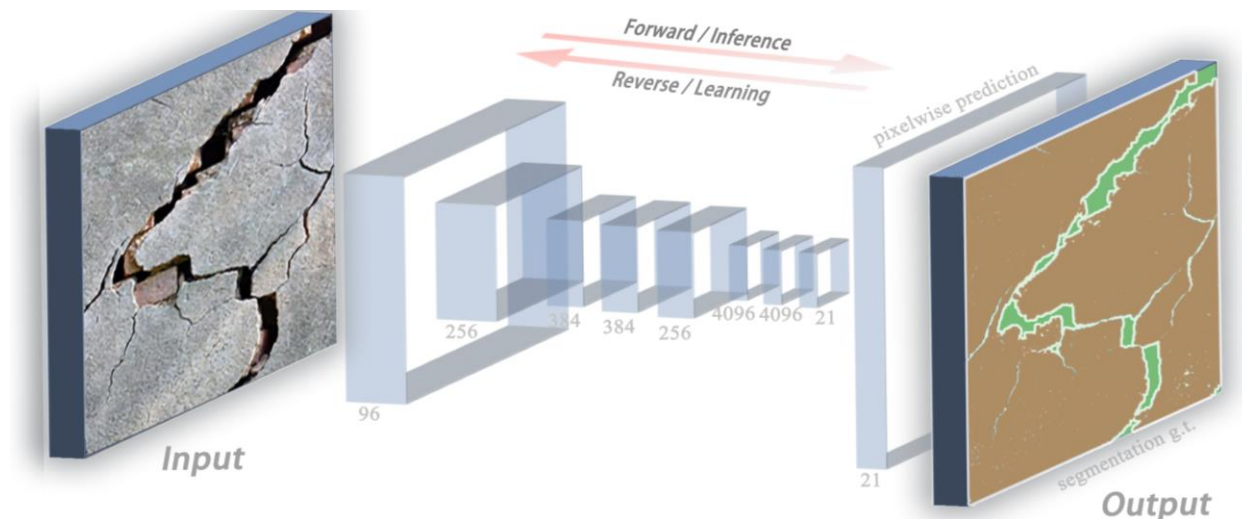 Forward / Inference
Reverse / Learning
pixelwise prediction
96
256
384
384
256
4096
4096
21
21
segmentation g.t.
Input
Output